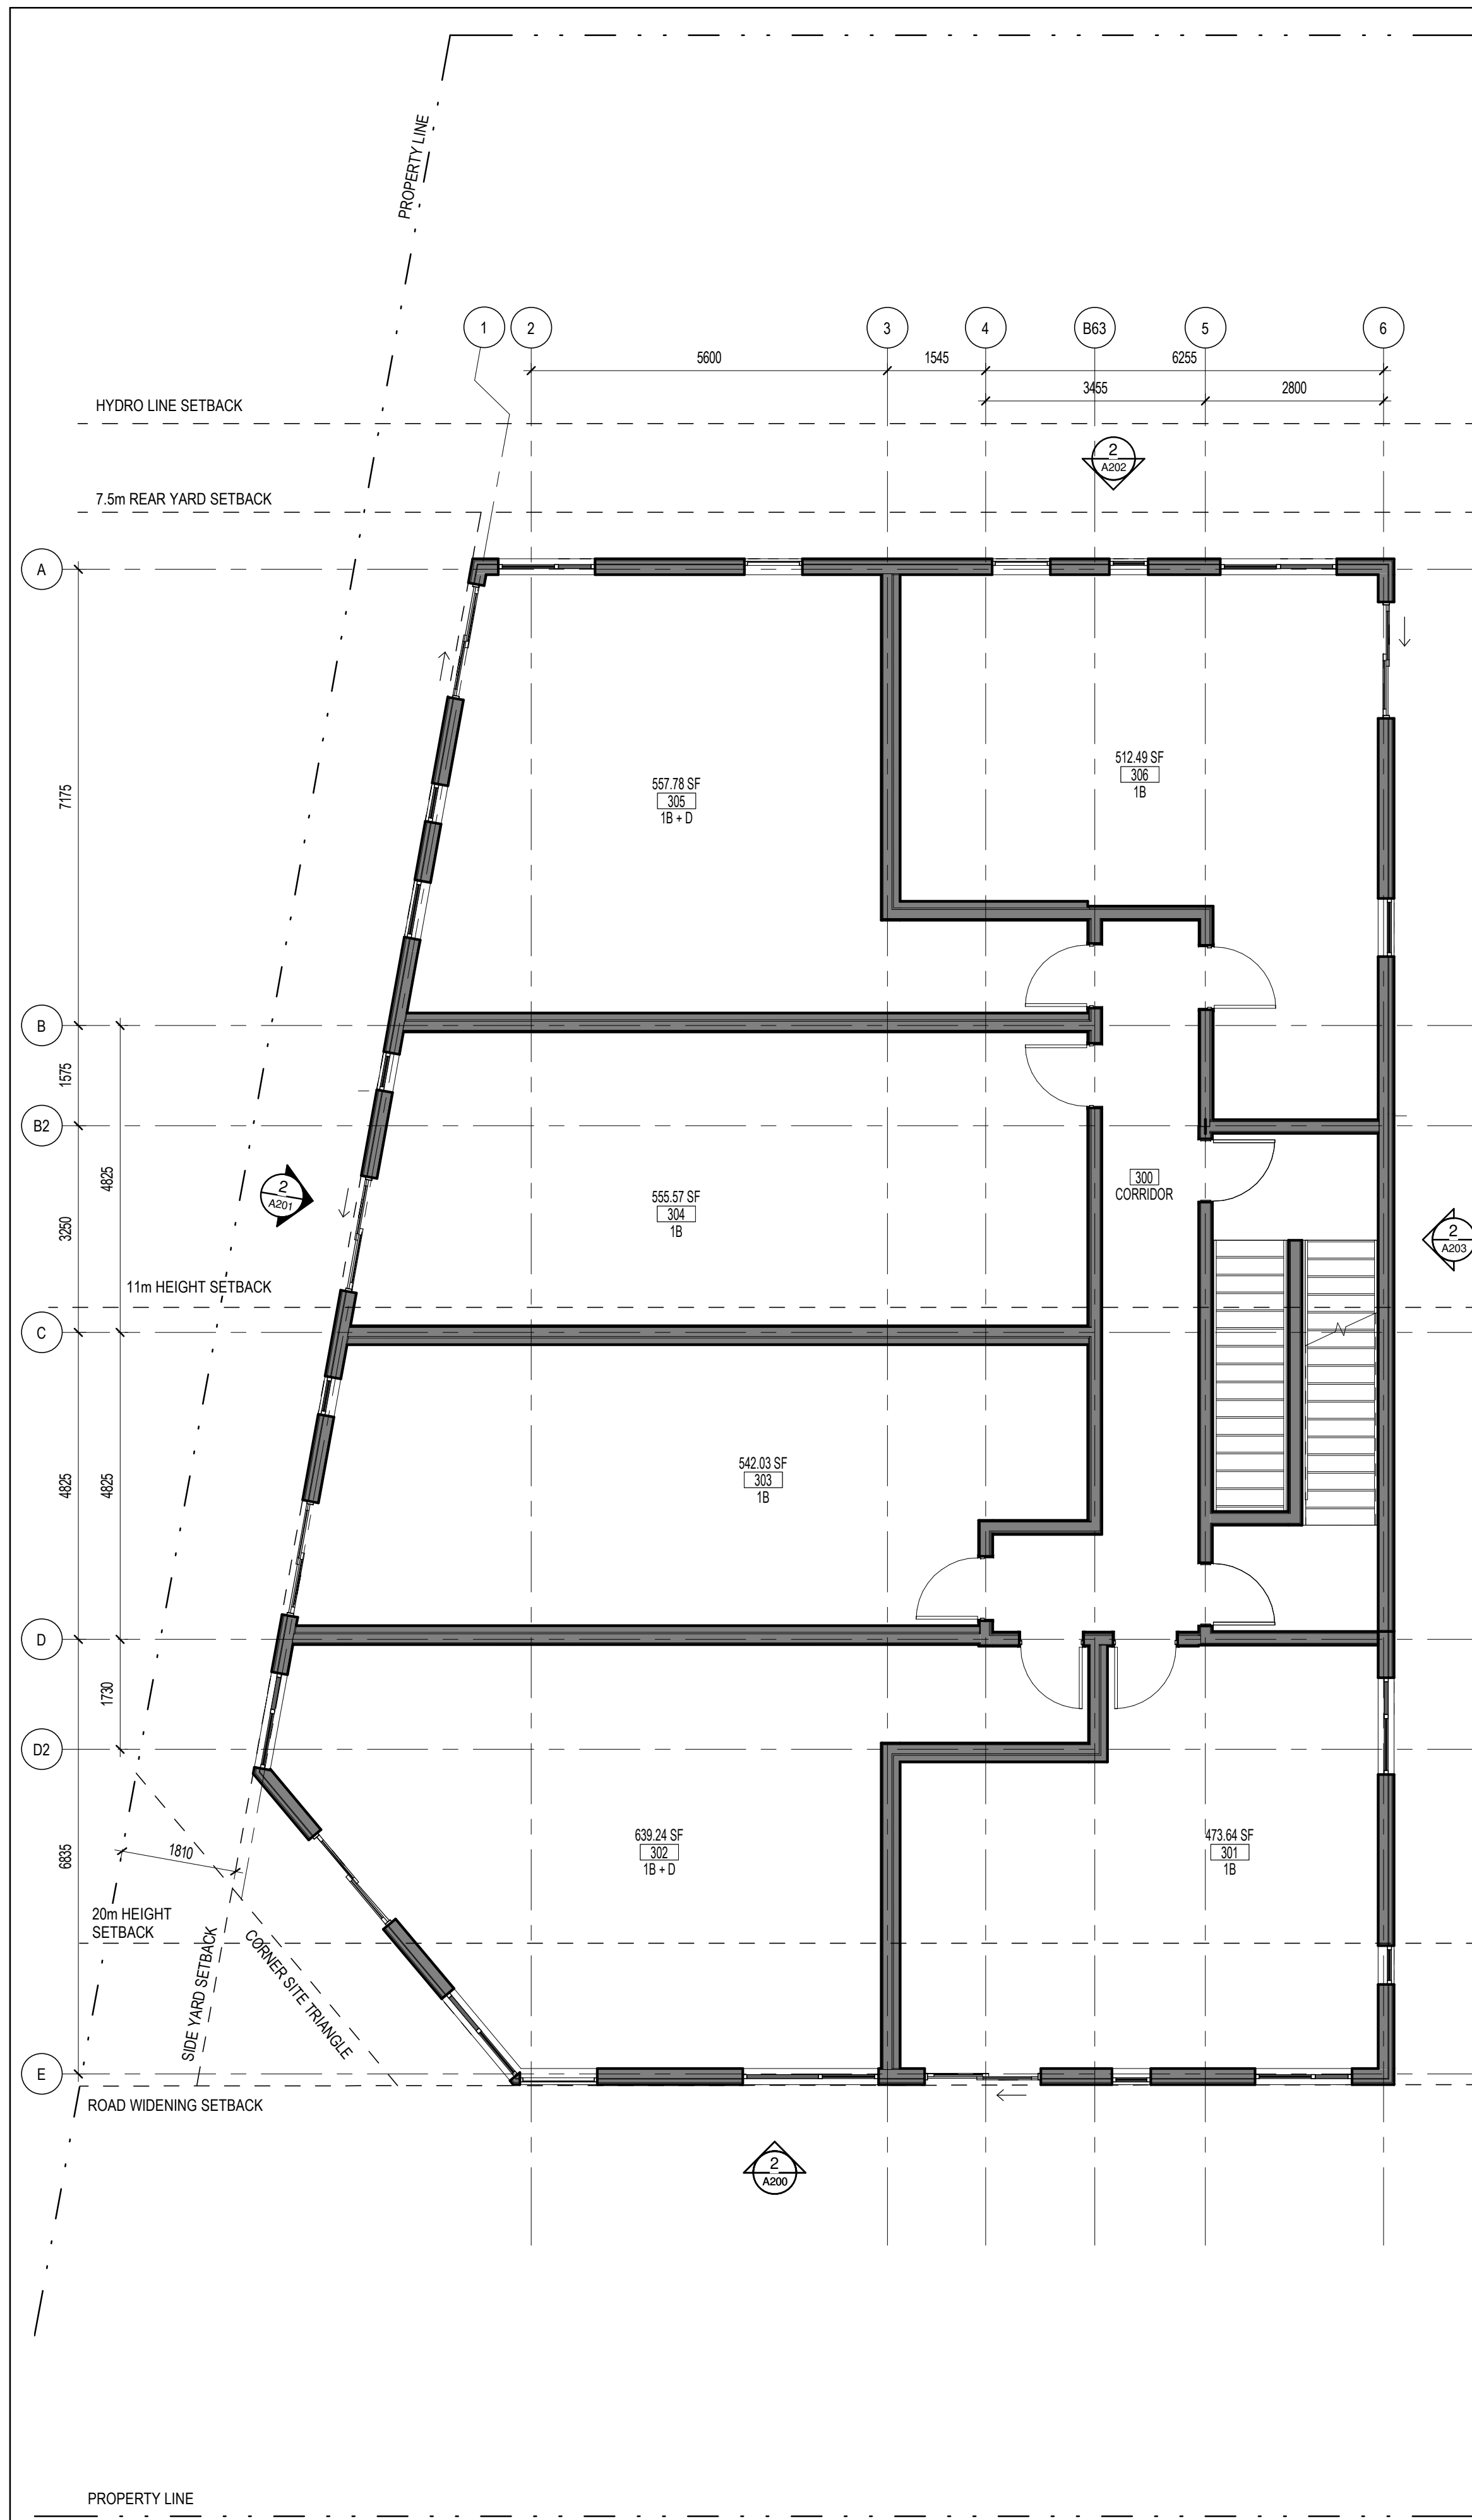 PROPERTY LINE
1
2
3
4
B63
5
6
5600
1545
6255
3455
2800
HYDRO LINE SETBACK
2
A202
7.5m REAR YARD SETBACK
A
7175
512.49 SF
306
1B
557.78 SF
305
1B + D
B
1575
B2
4825
3250
300
CORRIDOR
2
A201
555.57 SF
304
1B
2
A203
11m HEIGHT SETBACK
C
4825
4825
542.03 SF
303
1B
D
1730
D2
6835
1810
639.24 SF
302
1B + D
473.64 SF
301
1B
20m HEIGHT
SETBACK
SIDE YARD SETBACK
CORNER SITE TRIANGLE
E
ROAD WIDENING SETBACK
2
A200
PROPERTY LINE